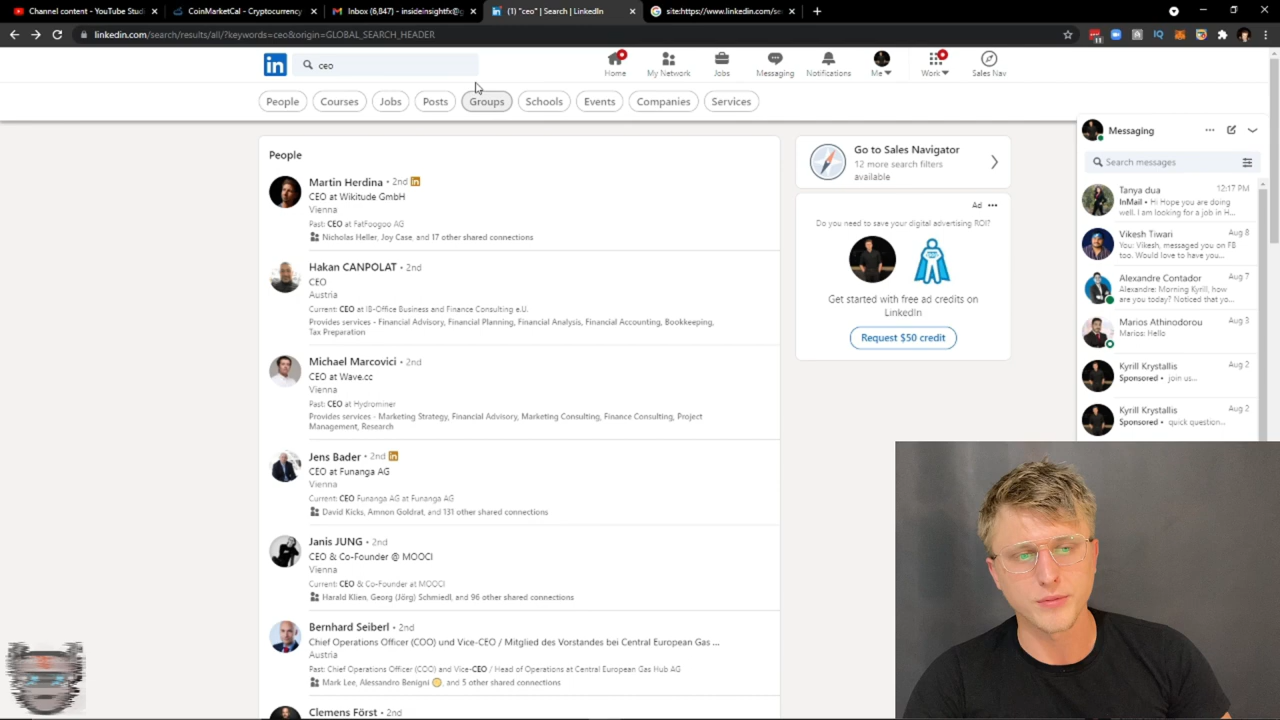 Channel content - YouTube Studi
CoinMarketCal - Cryptocurrency
Inbox (6,847) - insideinsightfx@g
(1) "ceo" | Search | LinkedIn
site:https://www.linkedin.com/se
linkedin.com/search/results/all/?keywords=ceo&origin=GLOBAL_SEARCH_HEADER
11
in
ceo
Home
My Network
Jobs
Messaging
Notifications
Me
Work
Sales Nav
People
Courses
Jobs
Posts
Groups
Schools
Events
Companies
Services
People
Martin Herdina • 2nd
CEO at Wikitude GmbH
Vienna
Past: CEO at FatFoogoo AG
Nicholas Heller, Joy Case, and 17 other shared connections
Hakan CANPOLAT • 2nd
CEO
Austria
Current: CEO at IB-Office Business and Finance Consulting e.U.
Provides services - Financial Advisory, Financial Planning, Financial Analysis, Financial Accounting, Bookkeeping,
Tax Preparation
Michael Marcovici • 2nd
CEO at Wave.cc
Vienna
Past: CEO at Hydrominer
Provides services - Marketing Strategy, Financial Advisory, Marketing Consulting, Finance Consulting, Project
Management, Research
Jens Bader • 2nd
CEO at Funanga AG
Vienna
Current: CEO Funanga AG at Funanga AG
David Kicks, Amnon Goldrat, and 131 other shared connections
Janis JUNG • 2nd
CEO & Co-Founder @ MOOCI
Vienna
Current: CEO & Co-Founder at MOOCI
Harald Klien, Georg (Jörg) Schmiedl, and 96 other shared connections
Bernhard Seiberl • 2nd
Chief Operations Officer (COO) und Vice-CEO / Mitglied des Vorstandes bei Central European Gas ...
Austria
Past: Chief Operations Officer (COO) and Vice-CEO / Head of Operations at Central European Gas Hub AG
Mark Lee, Alessandro Benigni, and 5 other shared connections
Clemens Först • 2nd
Go to Sales Navigator
12 more search filters
available
Ad
Do you need to save your digital advertising ROI?
Get started with free ad credits on
LinkedIn
Request $50 credit
Messaging
Search messages
Tanya dua
12:17 PM
InMail • Hi Hope you are doing
well. I am looking for a job in H...
Vikesh Tiwari
Aug 8
You: Vikesh, messaged you on FB
too. Would love to have you...
Alexandre Contador
Aug 7
Alexandre: Morning Kyrill, how
are you today? Noticed that yo...
Marios Athinodorou
Aug 3
Marios: Hello
Kyrill Krystallis
Aug 2
Sponsored • join us...
Kyrill Krystallis
Aug 2
Sponsored • quick question...